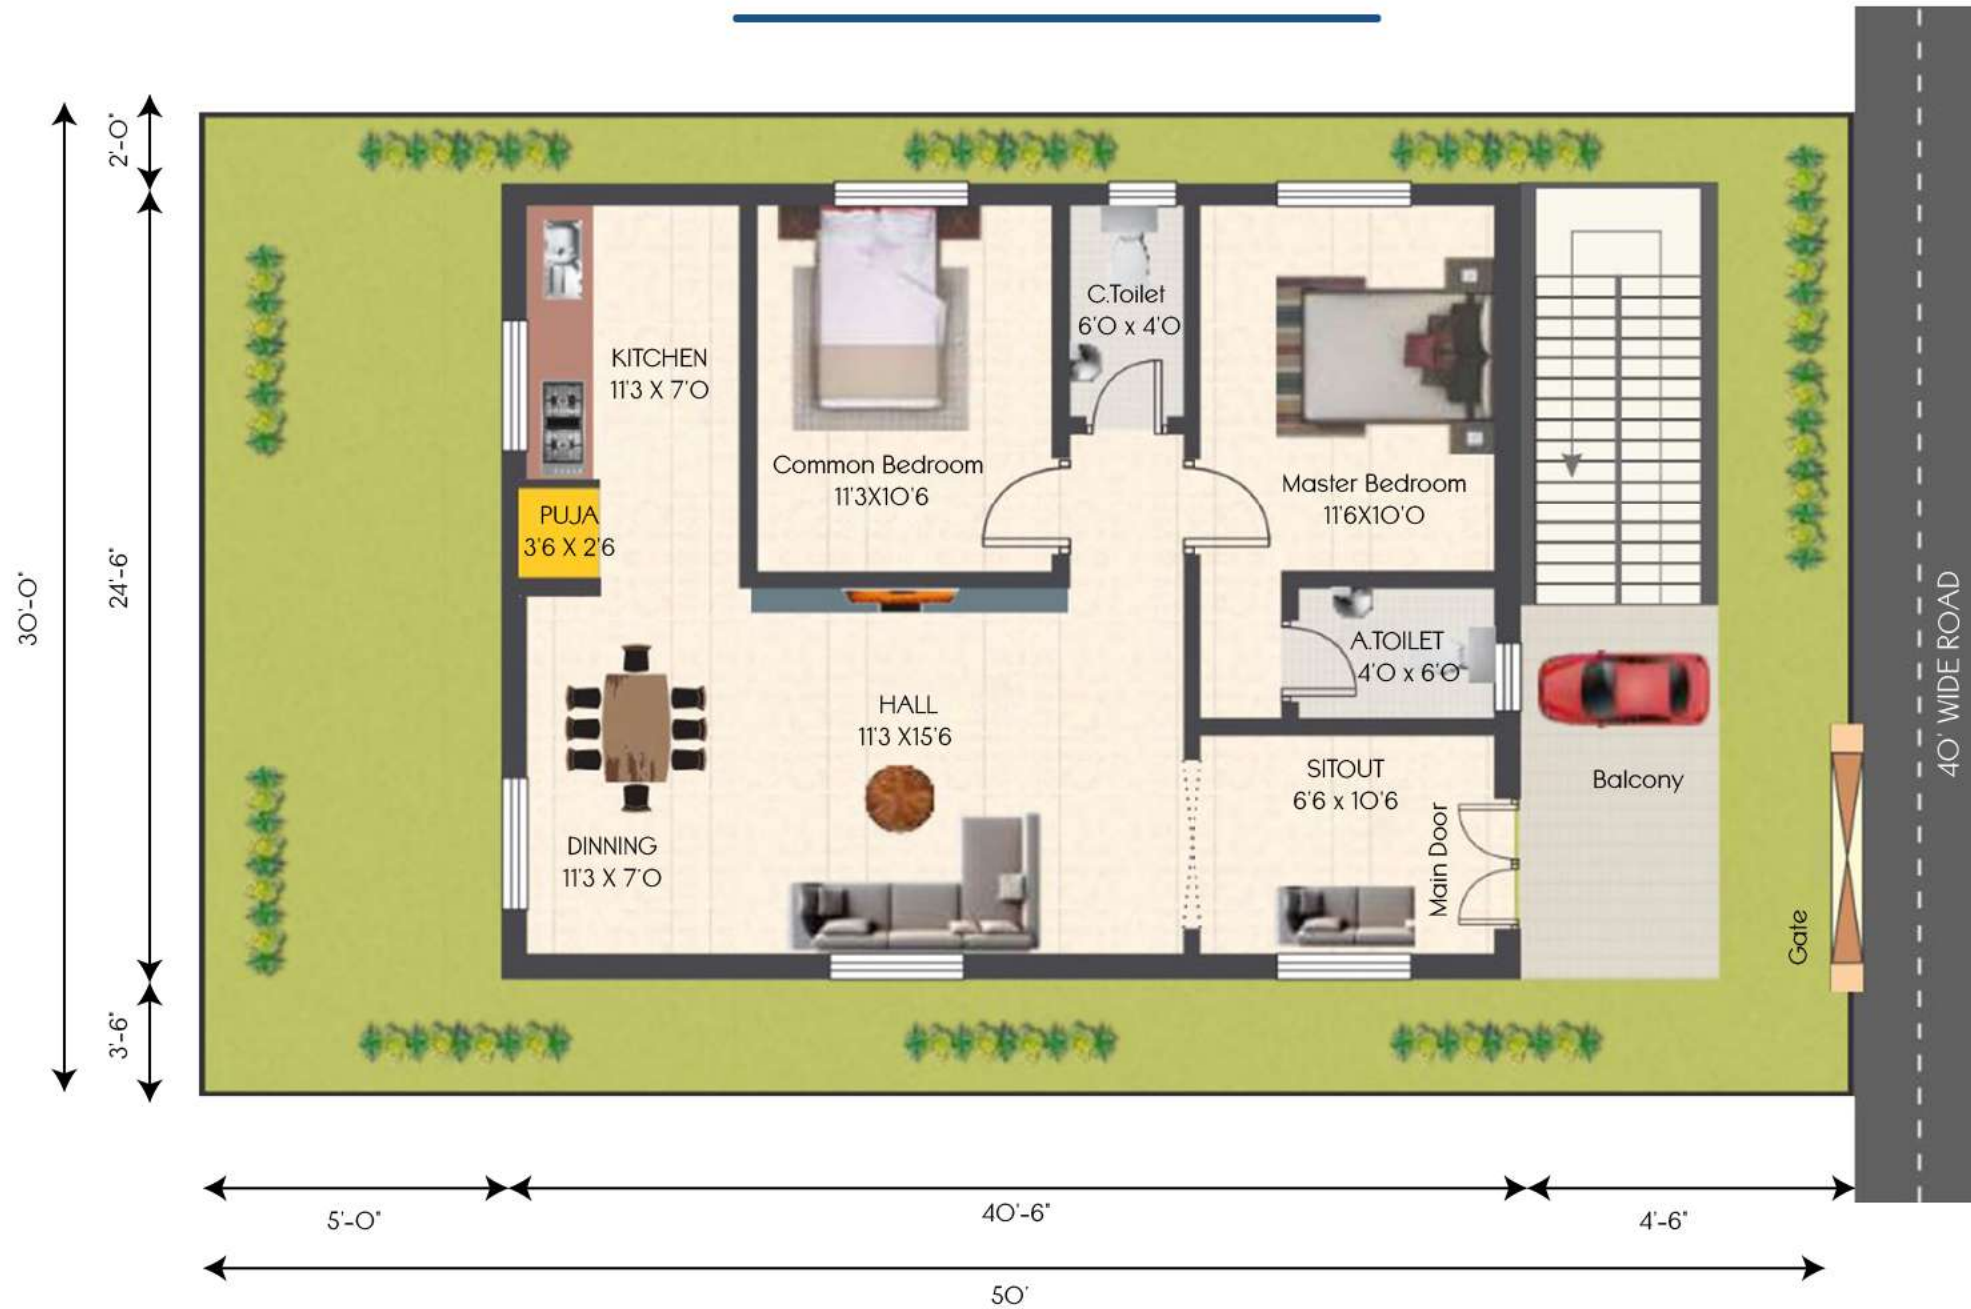 2'-0"
30'-0"
24'-6"
3'-6"
KITCHEN
11'3 X 7'0
PUJA
3'6 X 2'6
Common Bedroom
11'3X10'6
C.Toilet
6'0 x 4'0
Master Bedroom
11'6X10'0
A.TOILET
4'0 x 6'0
HALL
11'3 X15'6
DINNING
11'3 X 7'0
SITOUT
6'6 x 10'6
Main Door
Balcony
Gate
40' WIDE ROAD
5'-0"
40'-6"
4'-6"
50'